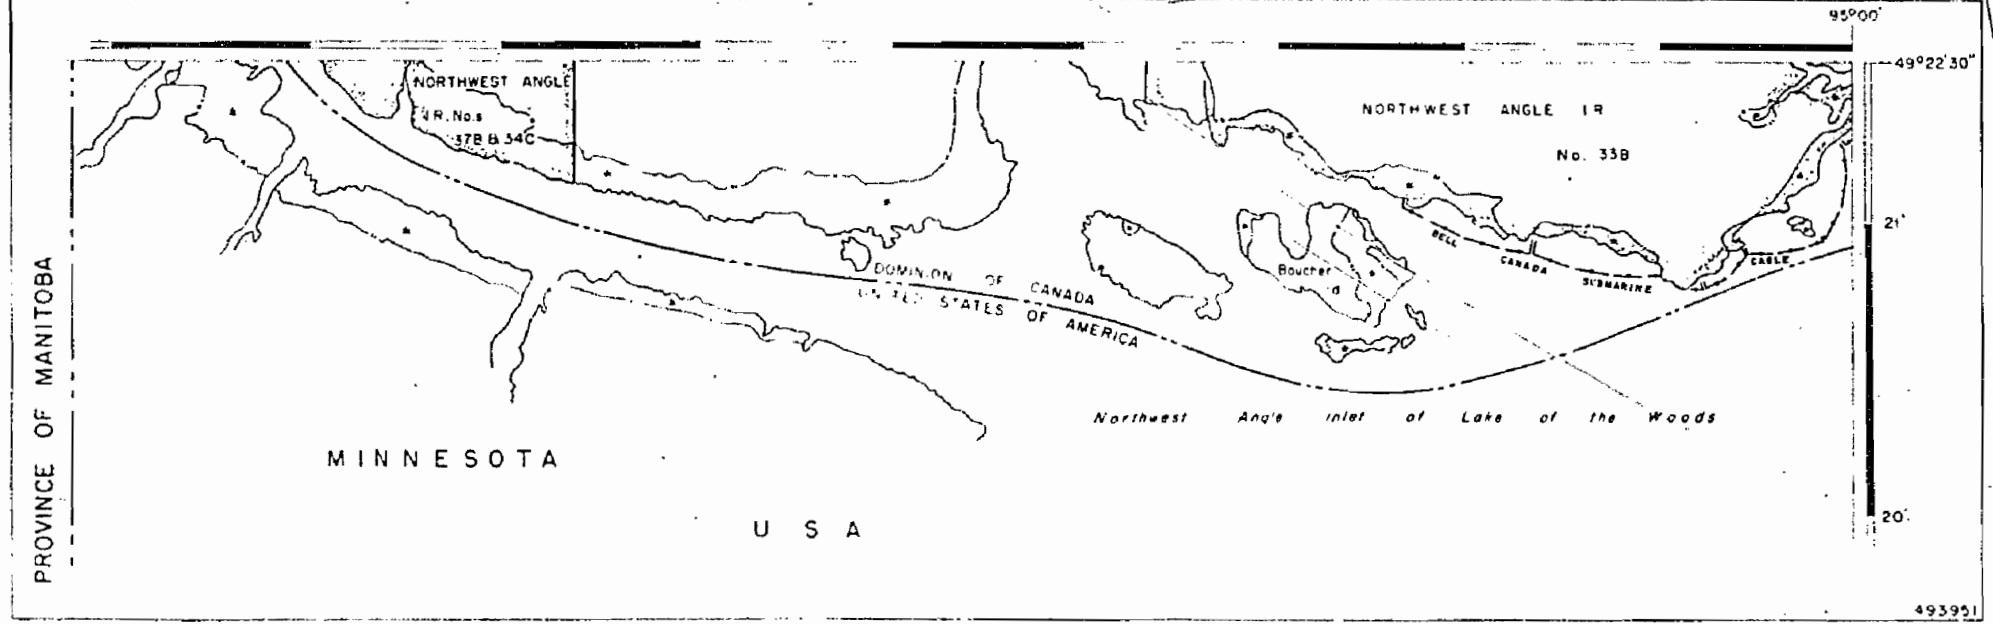 95°00'
49°22'30"
NORTHWEST ANGLE
I.R. No.s
37B & 34C
NORTHWEST ANGLE I R
No. 33B
21'
BELL CANADA SUBMARINE CABLE
Boucher
d
DOMINION OF CANADA
UNITED STATES OF AMERICA
Northwest Angle Inlet of Lake of the Woods
PROVINCE OF MANITOBA
MINNESOTA
U S A
20'
493951